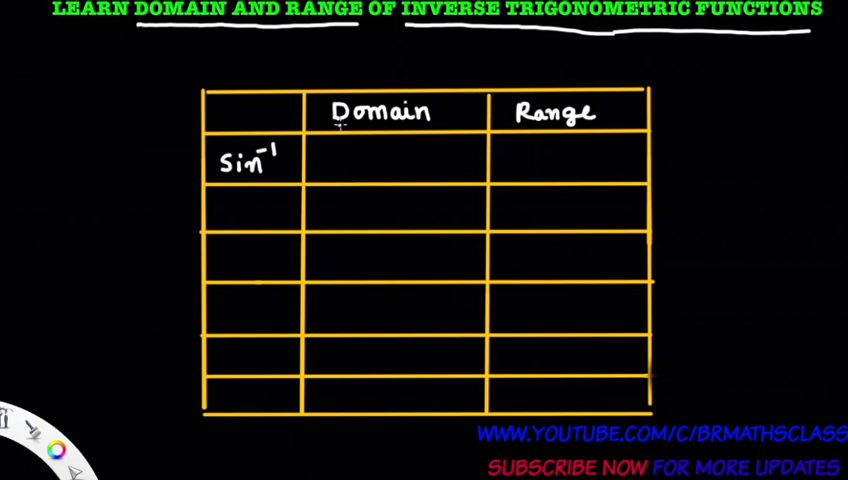 LEARN DOMAIN AND RANGE OF INVERSE TRIGONOMETRIC FUNCTIONS
Domain Range
Sin⁻¹
WWW.YOUTUBE.COM/C/BRMATHSCLASS
SUBSCRIBE NOW FOR MORE UPDATES